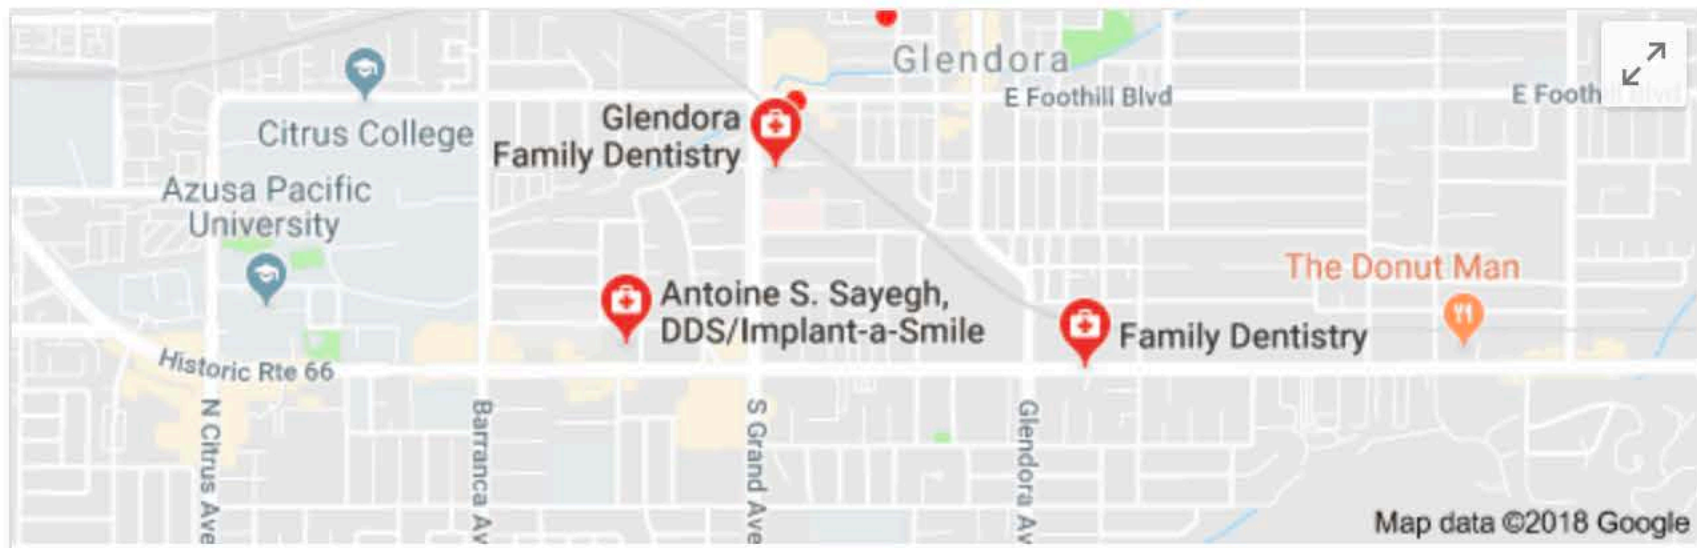 Glendora
E Foothill Blvd
E Footh
Citrus College
Glendora
Family Dentistry
Azusa Pacific
University
The Donut Man
Antoine S. Sayegh,
DDS/Implant-a-Smile
Family Dentistry
Historic Rte 66
N Citrus Ave
Barranca Av
S Grand Ave
Glendora Av
Map data ©2018 Google